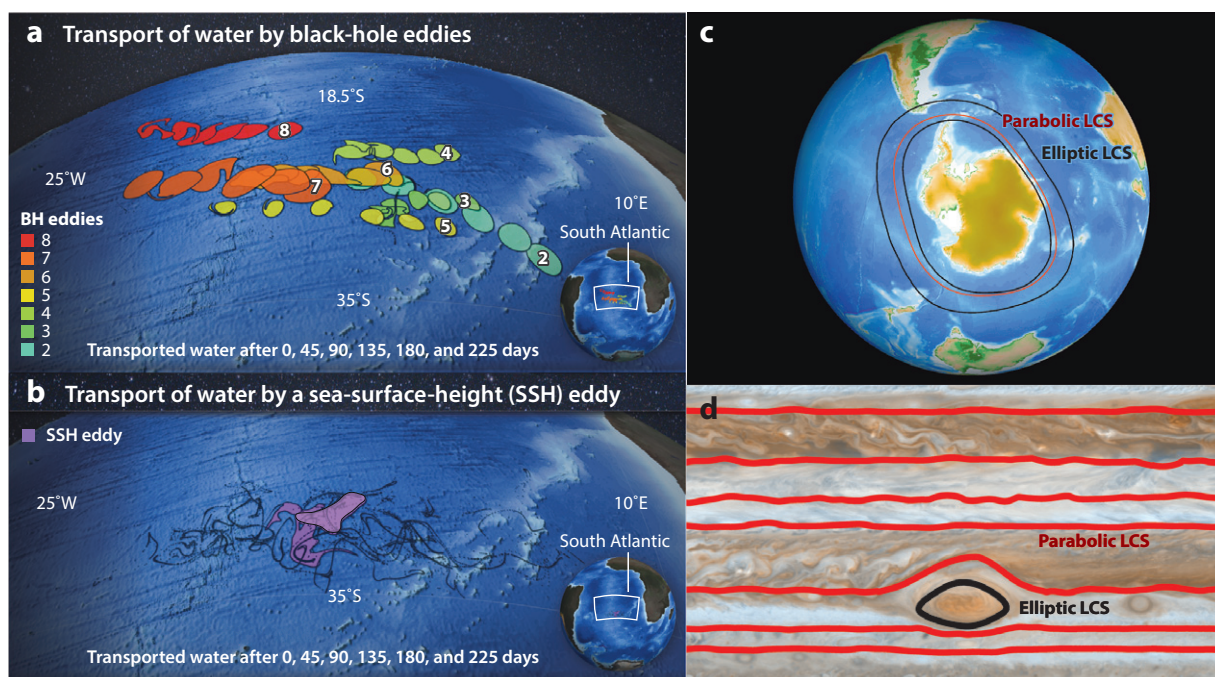 a Transport of water by black-hole eddies
18.5°S
8
4
6
25°W
7
3
10°E
BH eddies
5
South Atlantic
8
7
2
6
5
4
35°S
3
2
Transported water after 0, 45, 90, 135, 180, and 225 days
b Transport of water by a sea-surface-height (SSH) eddy
SSH eddy
25°W
10°E
South Atlantic
35°S
Transported water after 0, 45, 90, 135, 180, and 225 days
c
Parabolic LCS
Elliptic LCS
d
Parabolic LCS
Elliptic LCS